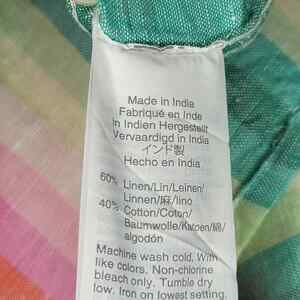 Made in India
Fabriqué en Inde
In Indien Hergestellt
Vervaardigd in India
インド製
Hecho en India
60% Linen/Lin/Leinen/
Linnen/麻/lino
40% Cotton/Coton/
Baumwolle/Katoen/綿/
algodón
Machine wash cold. With
like colors. Non-chlorine
bleach only. Tumble dry
low. Iron on lowest setting